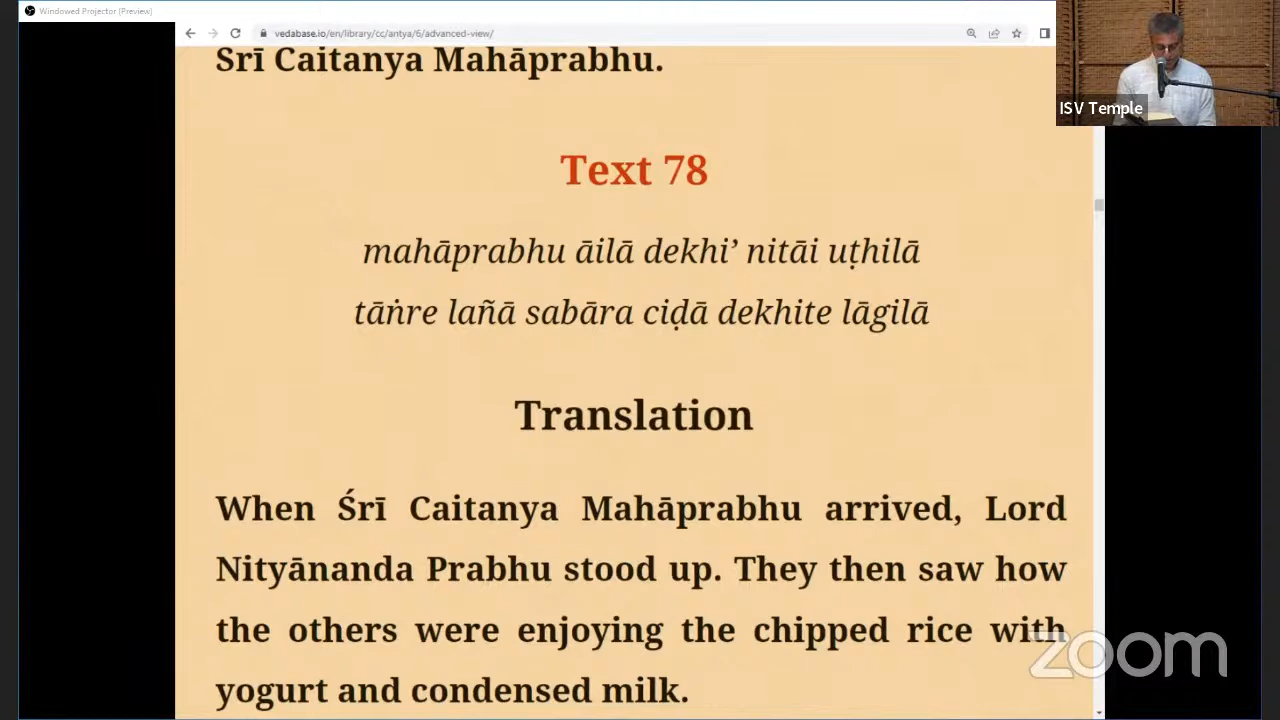 Windowed Projector [Preview]
vedabase.io/en/library/cc/antya/6/advanced-view/
Śrī Caitanya Mahāprabhu.
ISV Temple
Text 78
mahāprabhu āilā dekhi’ nitāi uṭhilā
tāṅre lañā sabāra ciḍā dekhite lāgilā
Translation
When Śrī Caitanya Mahāprabhu arrived, Lord
Nityānanda Prabhu stood up. They then saw how
the others were enjoying the chipped rice with
yogurt and condensed milk.
zoom